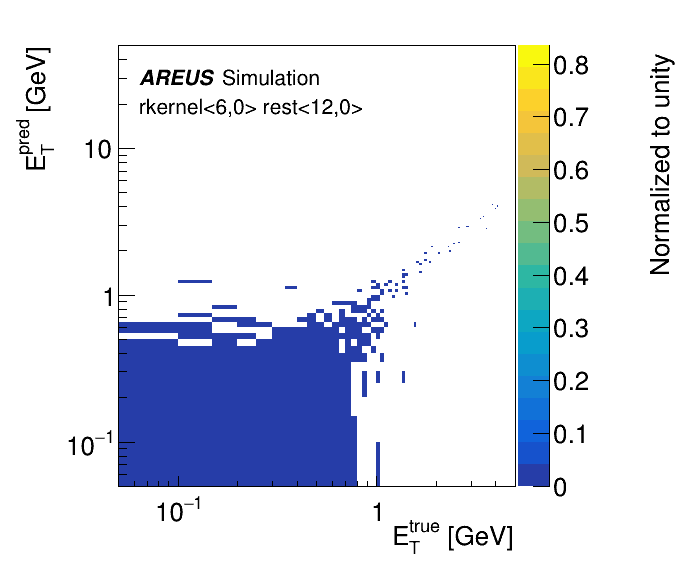 AREUS Simulation
rkernel<6,0> rest<12,0>
E_T^pred [GeV]
10
1
10^−1
10^−1
1
E_T^true [GeV]
0.8
0.7
0.6
0.5
0.4
0.3
0.2
0.1
0
Normalized to unity